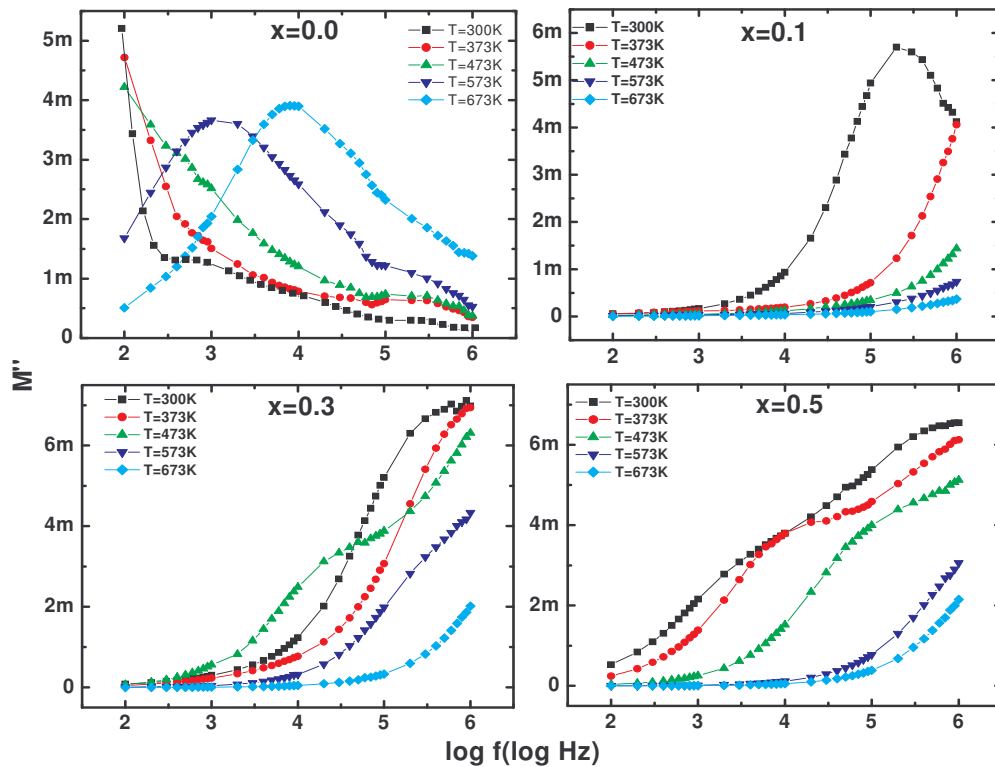 x=0.0
T=300K
T=373K
T=473K
T=573K
T=673K
5m
4m
3m
2m
1m
0
2 3 4 5 6
x=0.1
T=300K
T=373K
T=473K
T=573K
T=673K
6m
5m
4m
3m
2m
1m
0
2 3 4 5 6
M''
x=0.3
T=300K
T=373K
T=473K
T=573K
T=673K
6m
4m
2m
0
2 3 4 5 6
x=0.5
T=300K
T=373K
T=473K
T=573K
T=673K
6m
4m
2m
0
2 3 4 5 6
log f(log Hz)